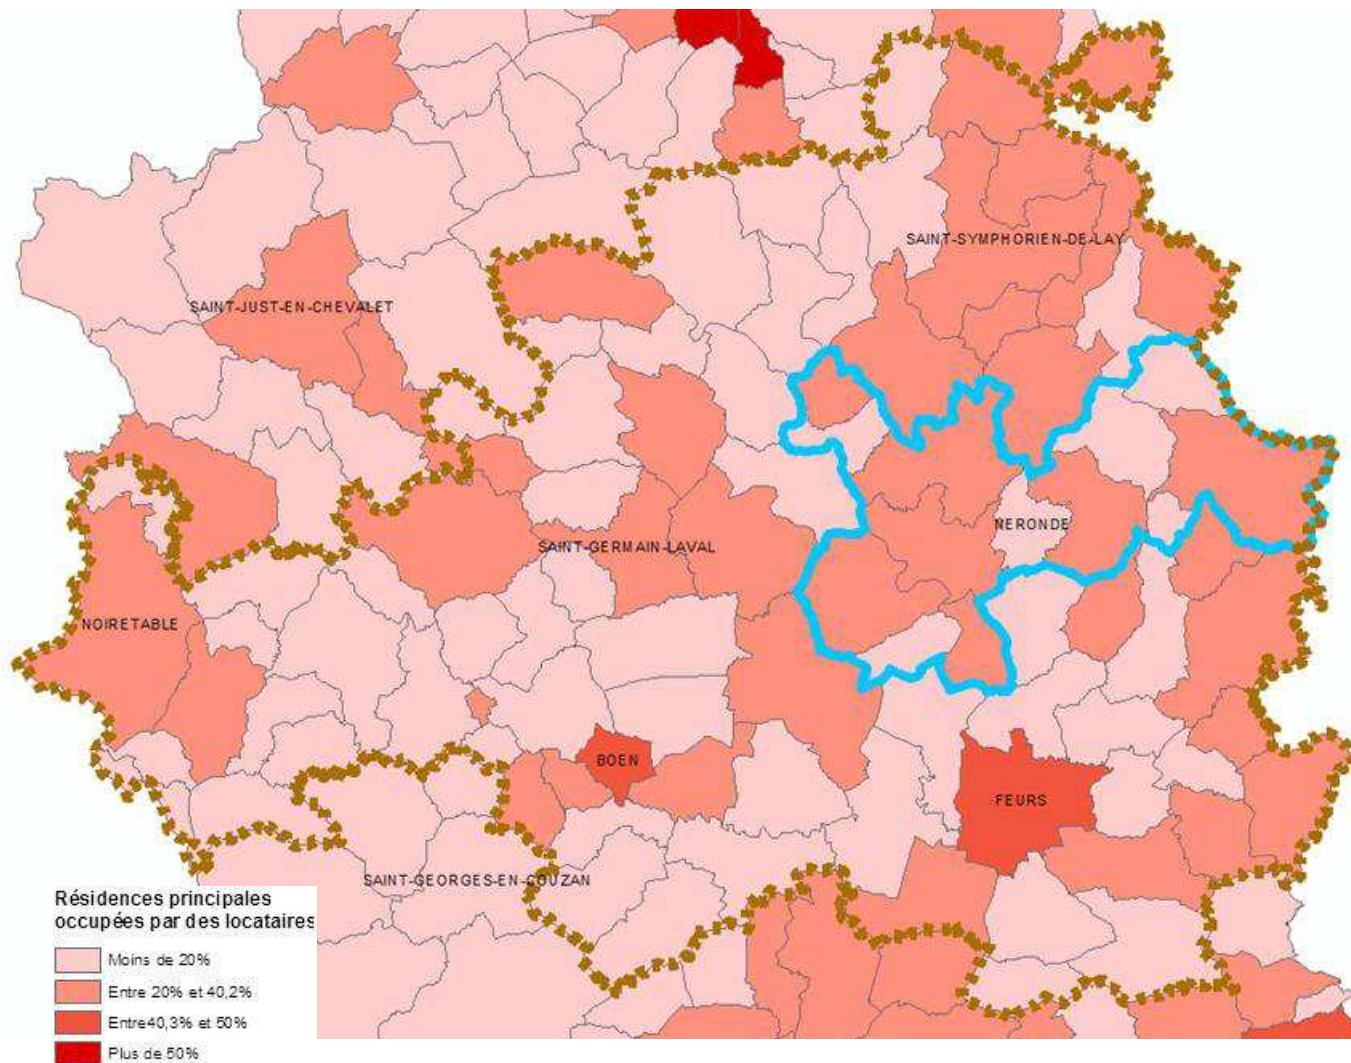 SAINT-SYMPHORIEN-DE-LAY
SAINT-JUST-EN-CHEVALET
NERONDE
SAINT-GERMAIN-LAVAL
NOIRETABLE
BOEN
FEURS
SAINT-GEORGES-EN-COUZAN
Résidences principales
occupées par des locataires
Moins de 20%
Entre 20% et 40,2%
Entre40,3% et 50%
Plus de 50%